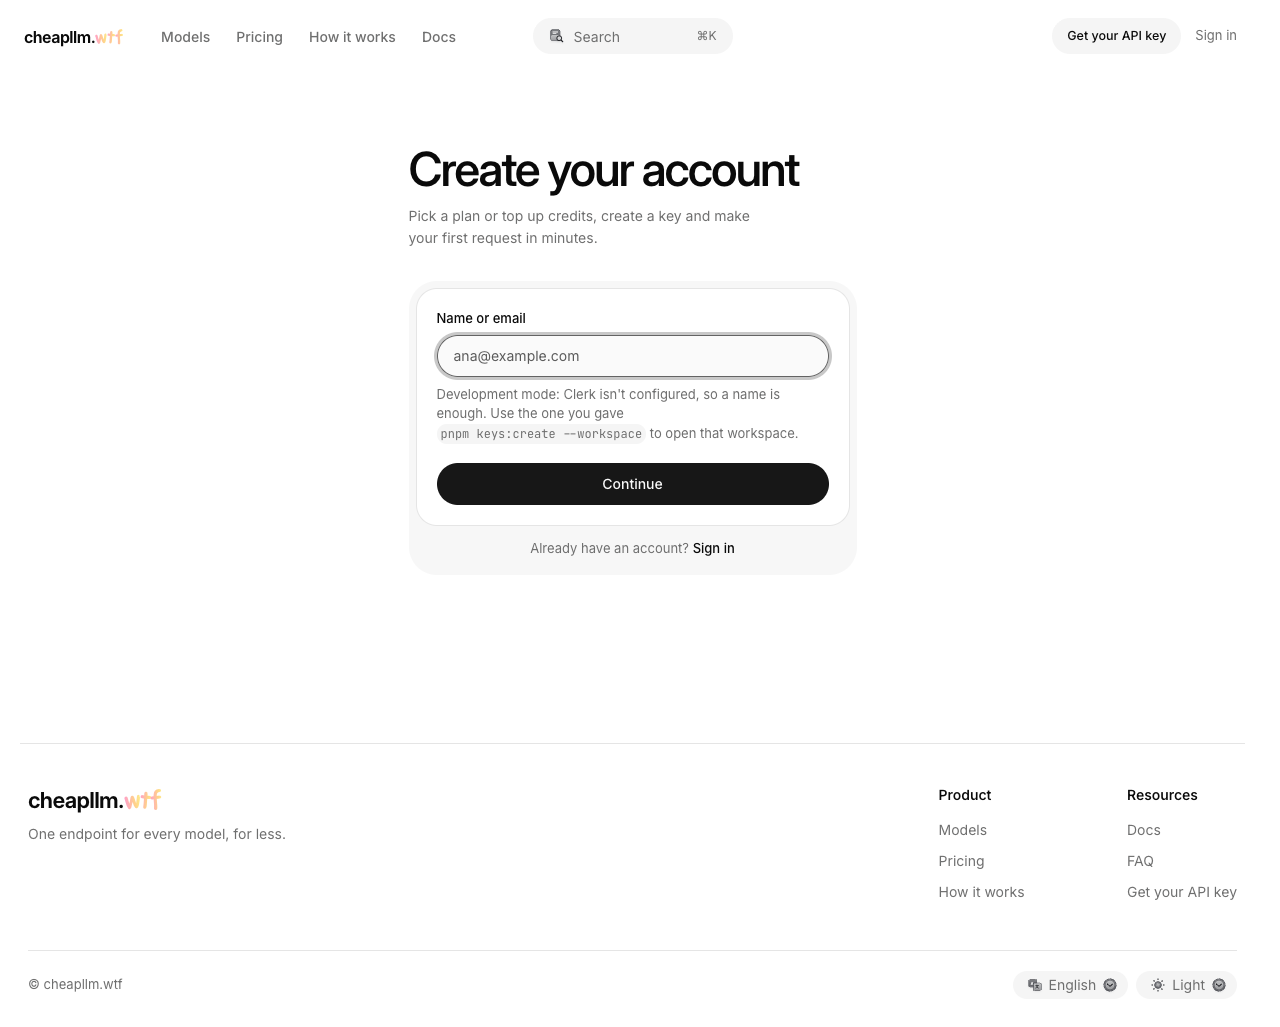 cheapllm.wtf
Models
Pricing
How it works
Docs
Search
⌘K
Get your API key
Sign in
Create your account
Pick a plan or top up credits, create a key and make
your first request in minutes.
Name or email
ana@example.com
Development mode: Clerk isn't configured, so a name is
enough. Use the one you gave
pnpm keys:create --workspace to open that workspace.
Continue
Already have an account? Sign in
cheapllm.wtf
One endpoint for every model, for less.
Product
Models
Pricing
How it works
Resources
Docs
FAQ
Get your API key
© cheapllm.wtf
English
Light